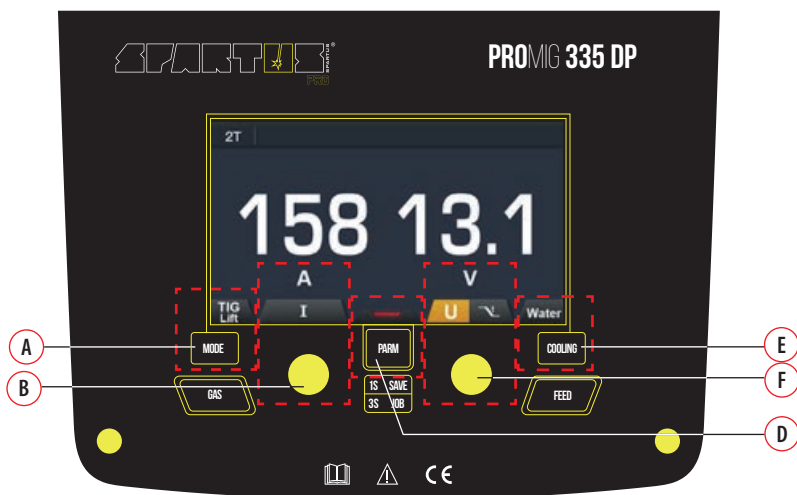 SPARTUS®
SPARTUS
PRO
PROMIG 335 DP
2T
158 13.1
A V
TIG
Lift
I
U
Water
A
MODE
PARM
COOLING
E
B
GAS
1S SAVE
3S JOB
FEED
F
D
CE